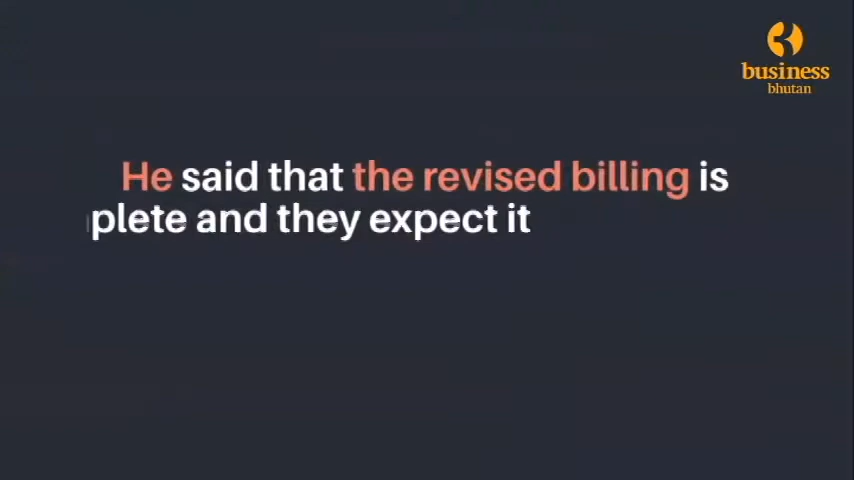 business
bhutan
He said that the revised billing is
plete and they expect it